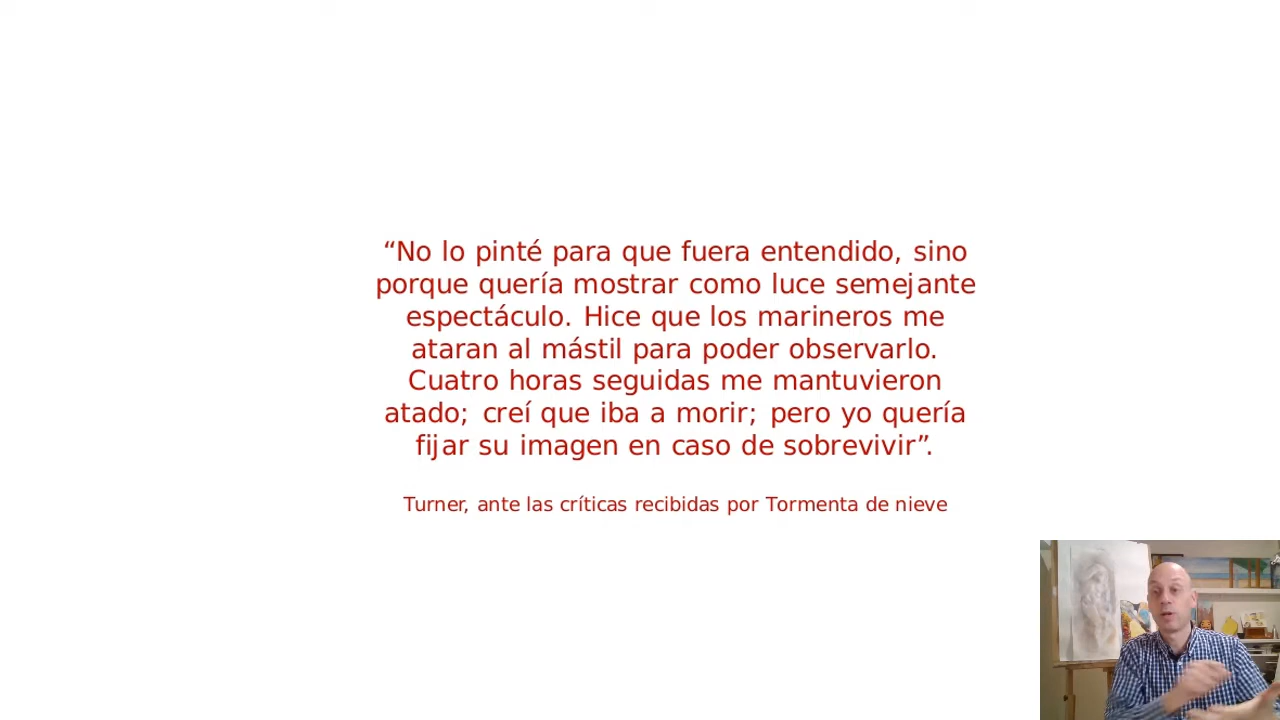 “No lo pinté para que fuera entendido, sino
porque quería mostrar como luce semejante
espectáculo. Hice que los marineros me
ataran al mástil para poder observarlo.
Cuatro horas seguidas me mantuvieron
atado; creí que iba a morir; pero yo quería
fijar su imagen en caso de sobrevivir”.
Turner, ante las críticas recibidas por Tormenta de nieve